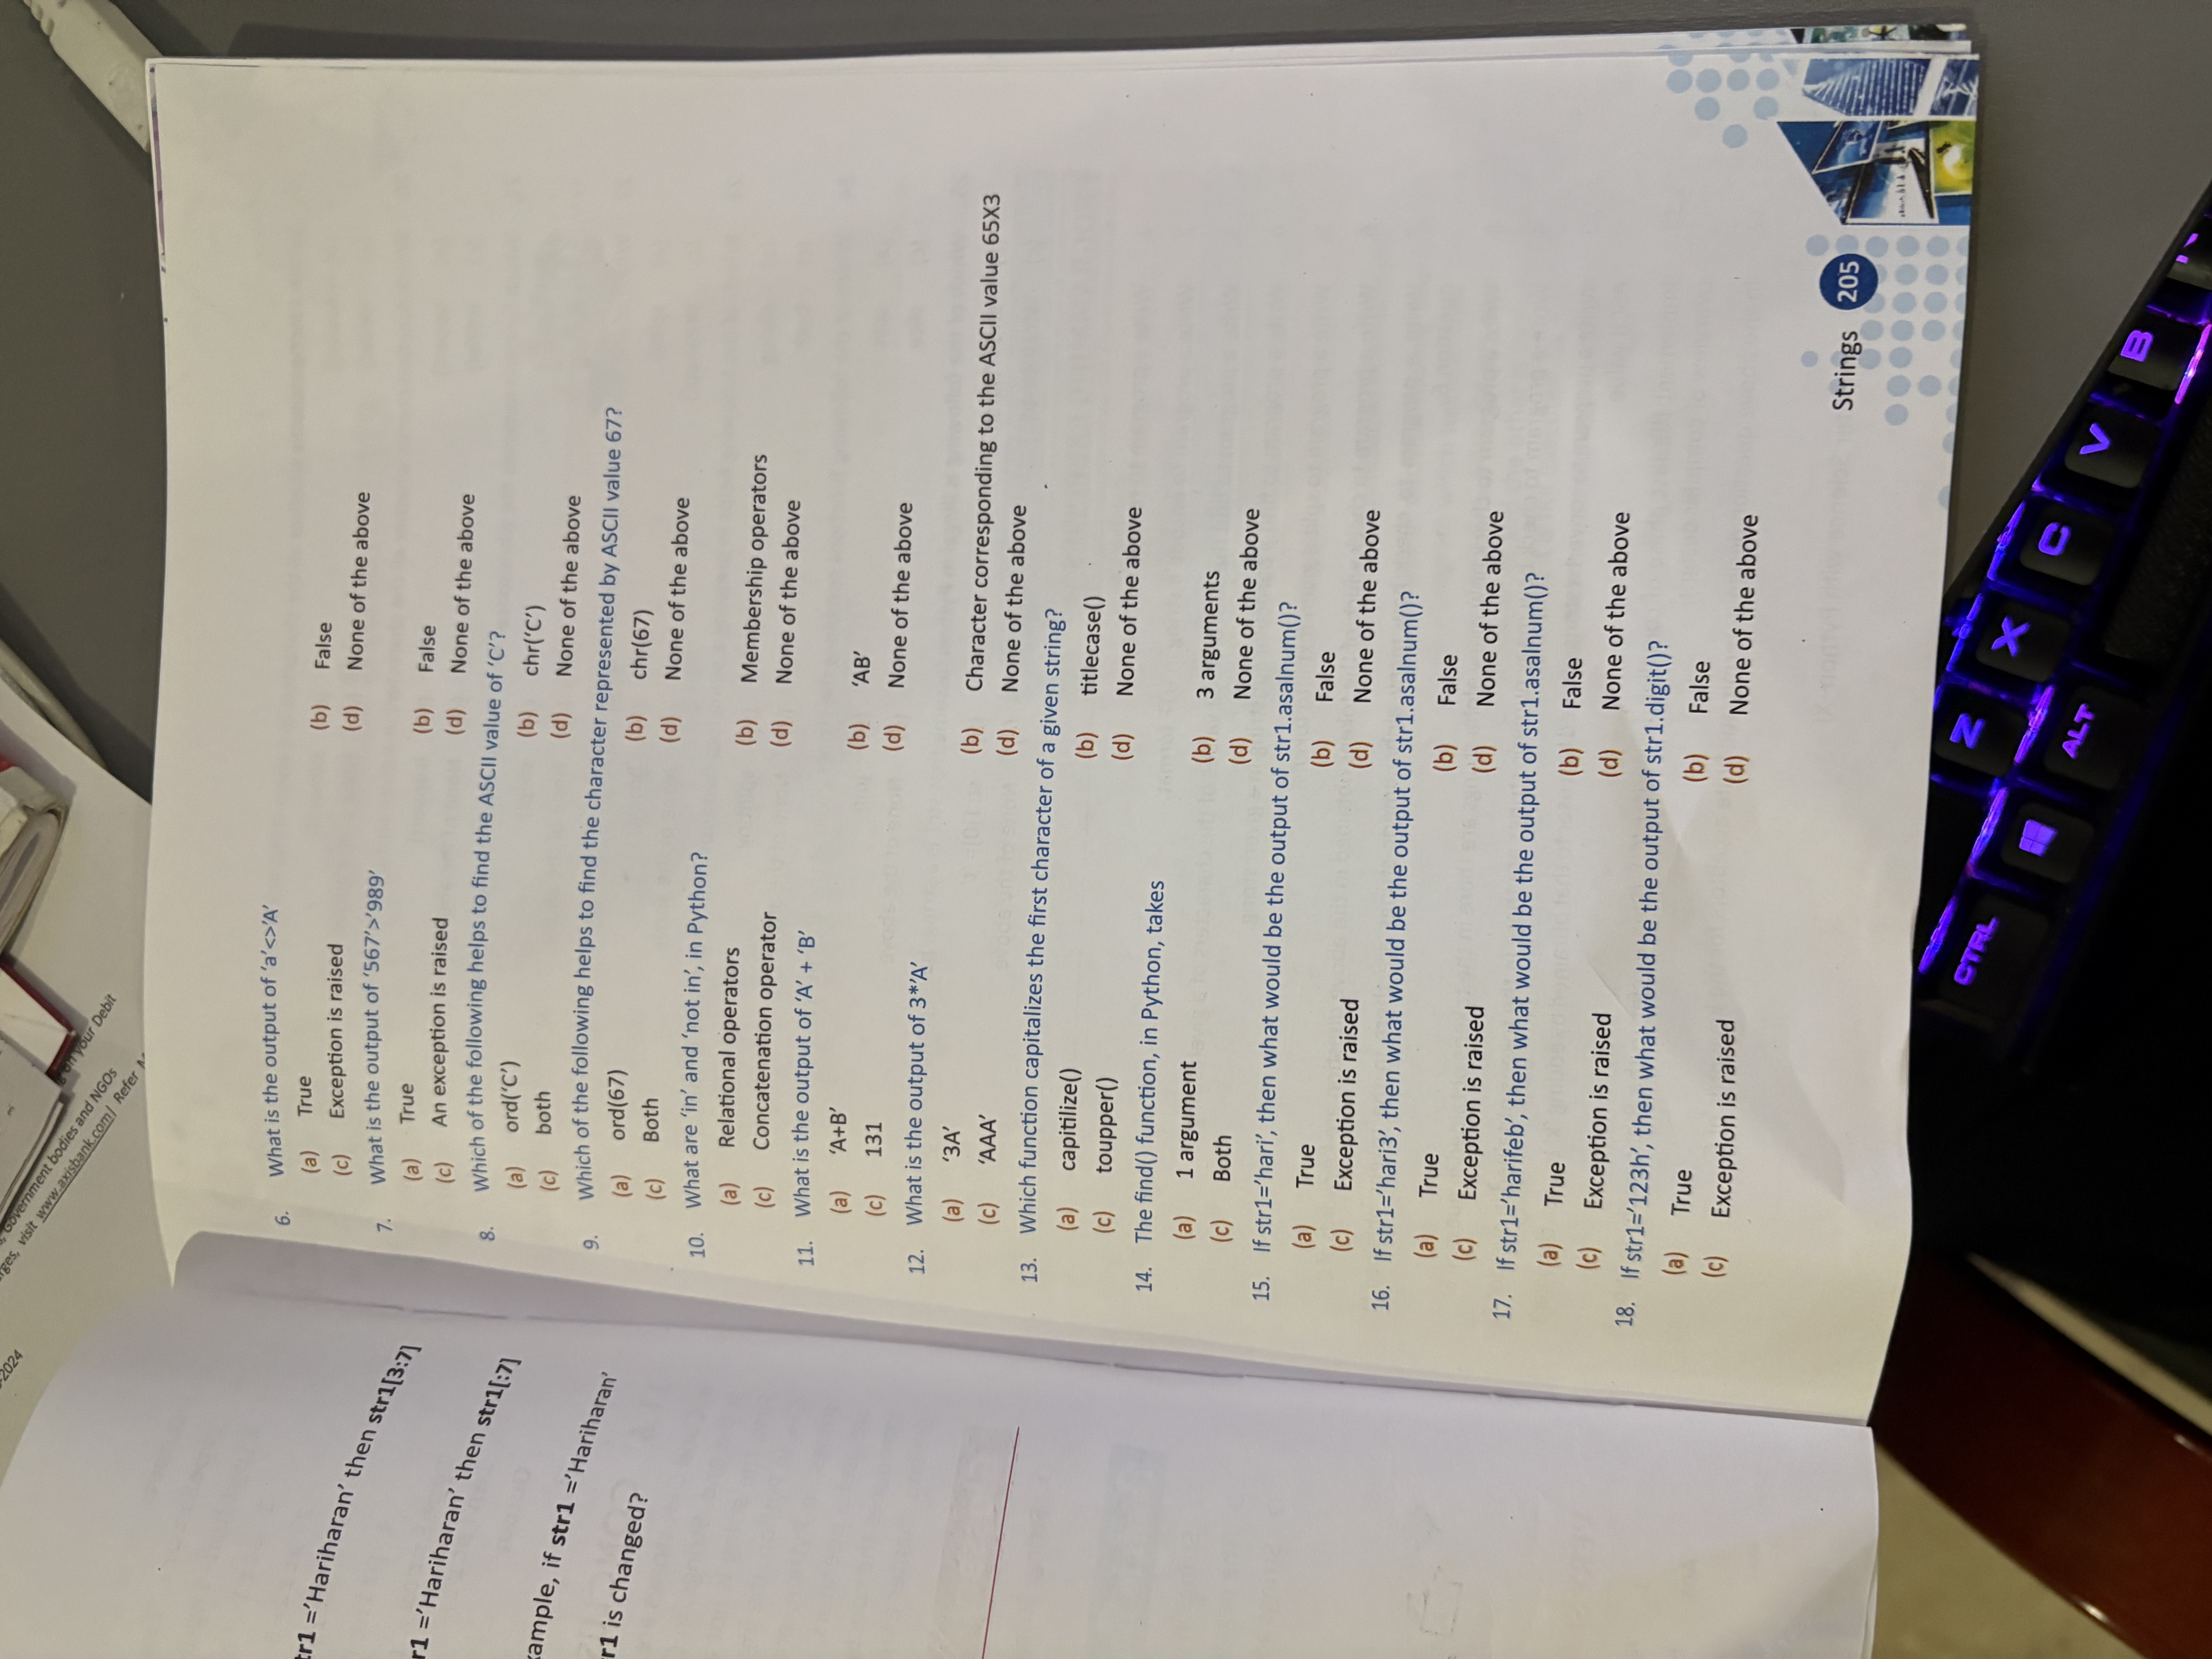 2024
Government bodies and NGOs
rges, visit www.axisbank.com/ Refer
on your Debit
tr1 =’Hariharan’ then str1[3:7]
r1 =’Hariharan’ then str1[:7]
ample, if str1 =’Hariharan’
r1 is changed?
6. What is the output of ‘a’<>’A’
(a) True
(b) False
(c) Exception is raised
(d) None of the above
7. What is the output of ‘567’>’989’
(a) True
(b) False
(c) An exception is raised
(d) None of the above
8. Which of the following helps to find the ASCII value of ‘C’?
(a) ord(‘C’)
(b) chr(‘C’)
(c) both
(d) None of the above
9. Which of the following helps to find the character represented by ASCII value 67?
(a) ord(67)
(b) chr(67)
(c) Both
(d) None of the above
10. What are ‘in’ and ‘not in’, in Python?
(a) Relational operators
(b) Membership operators
(c) Concatenation operator
(d) None of the above
11. What is the output of ‘A’ + ‘B’
(a) ‘A+B’
(b) ‘AB’
(c) 131
(d) None of the above
12. What is the output of 3*’A’
(a) ‘3A’
(b) Character corresponding to the ASCII value 65X3
(c) ‘AAA’
(d) None of the above
13. Which function capitalizes the first character of a given string?
(a) capitilize()
(b) titlecase()
(c) toupper()
(d) None of the above
14. The find() function, in Python, takes
(a) 1 argument
(b) 3 arguments
(c) Both
(d) None of the above
15. If str1=’hari’, then what would be the output of str1.asalnum()?
(a) True
(b) False
(c) Exception is raised
(d) None of the above
16. If str1=’hari3’, then what would be the output of str1.asalnum()?
(a) True
(b) False
(c) Exception is raised
(d) None of the above
17. If str1=’harifeb’, then what would be the output of str1.asalnum()?
(a) True
(b) False
(c) Exception is raised
(d) None of the above
18. If str1=’123h’, then what would be the output of str1.digit()?
(a) True
(b) False
(c) Exception is raised
(d) None of the above
Strings 205
CTRL
Z
X
C
V
B
ALT